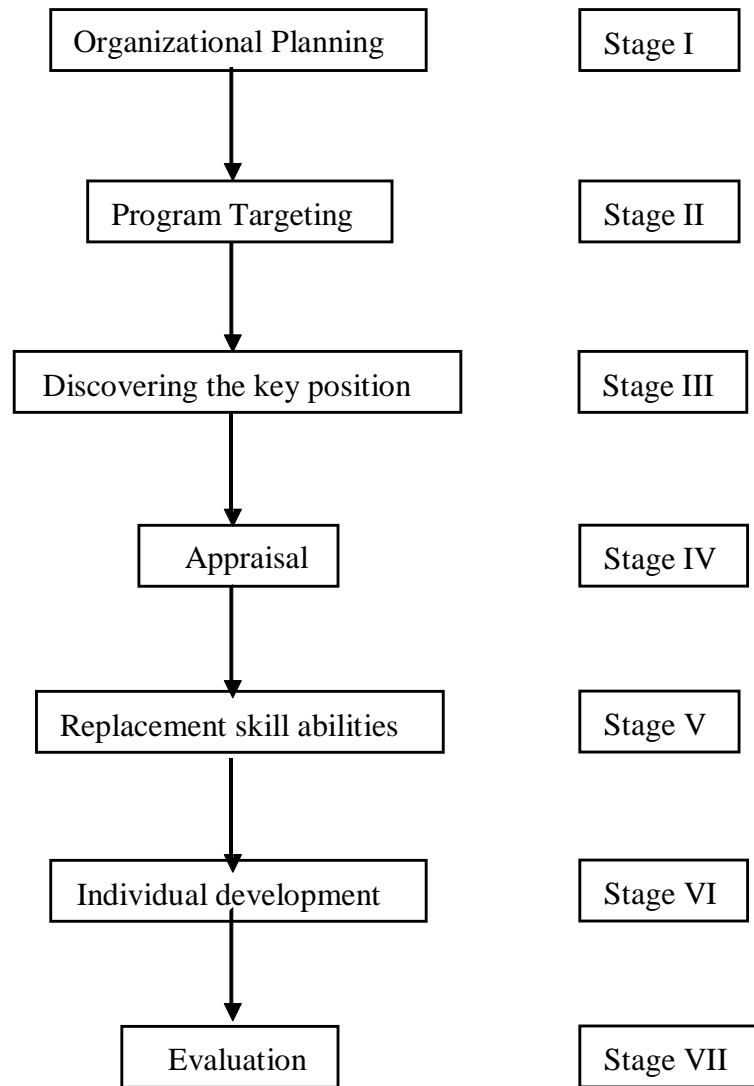 Organizational Planning
Stage I
Program Targeting
Stage II
Discovering the key position
Stage III
Appraisal
Stage IV
Replacement skill abilities
Stage V
Individual development
Stage VI
Evaluation
Stage VII